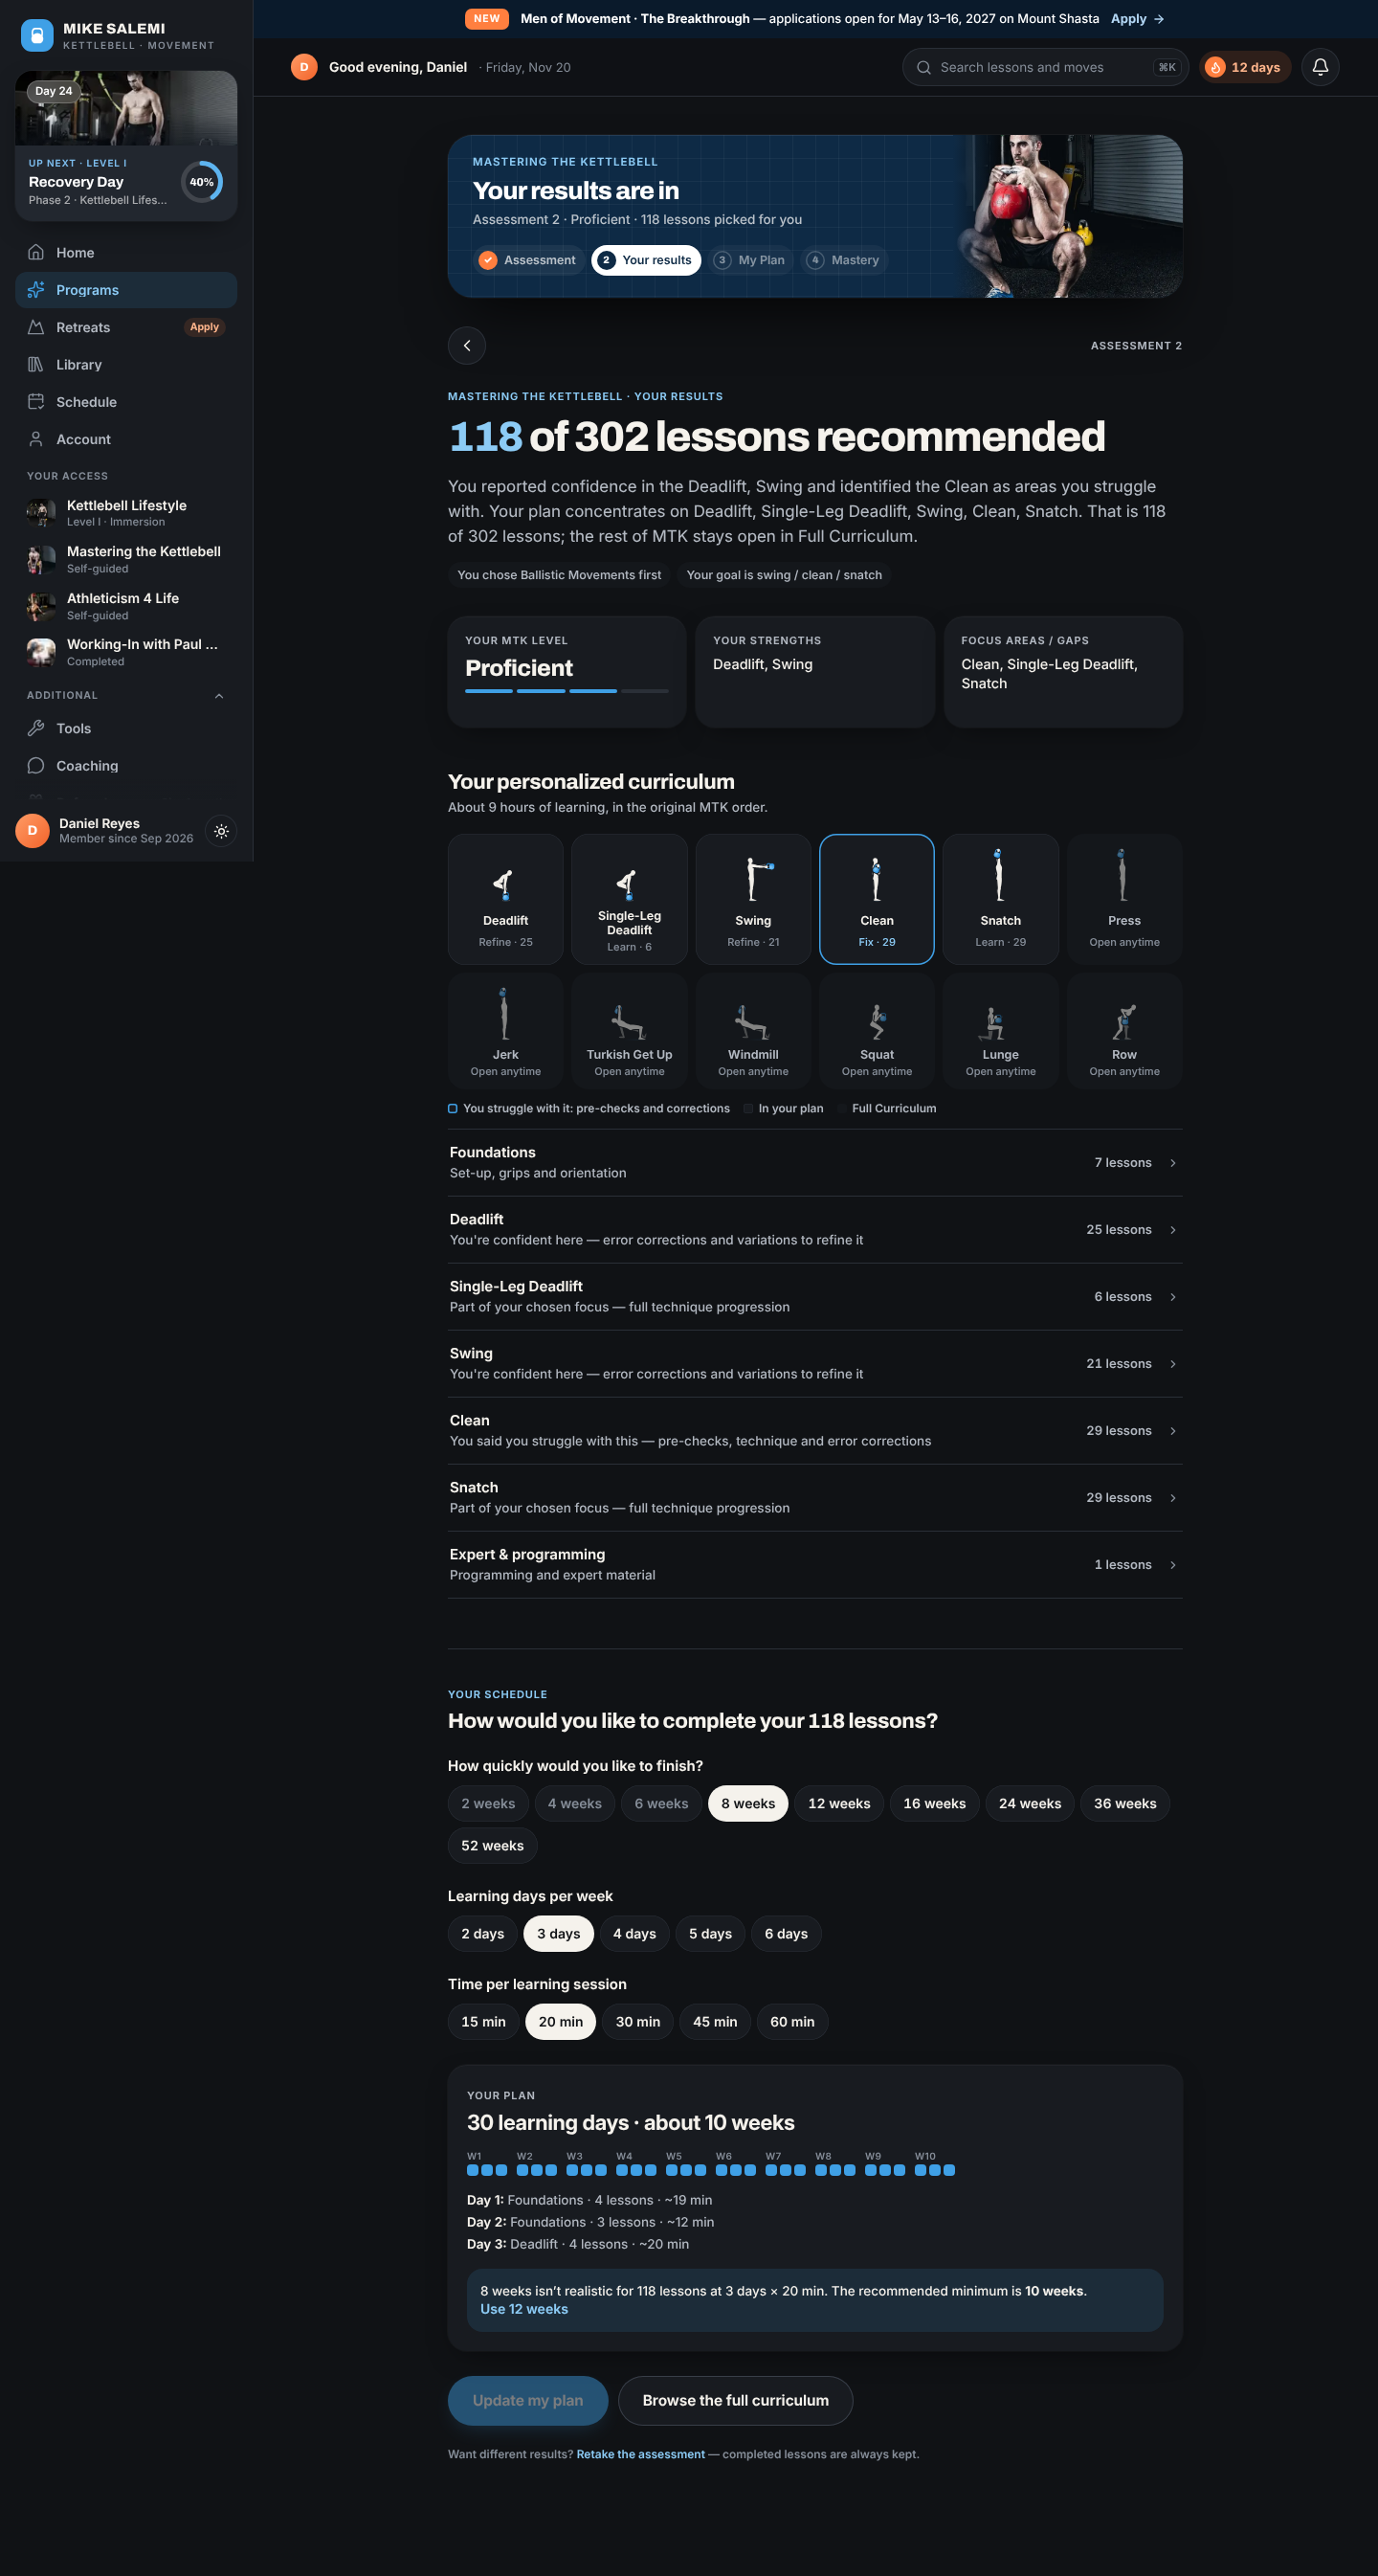 MIKE SALEMI
KETTLEBELL · MOVEMENT
Day 24
UP NEXT · LEVEL I
Recovery Day
Phase 2 · Kettlebell Lifes...
40%
Home
Programs
Retreats
Apply
Library
Schedule
Account
YOUR ACCESS
Kettlebell Lifestyle
Level I · Immersion
Mastering the Kettlebell
Self-guided
Athleticism 4 Life
Self-guided
Working-In with Paul ...
Completed
ADDITIONAL
Tools
Coaching
D
Daniel Reyes
Member since Sep 2026
NEW Men of Movement · The Breakthrough — applications open for May 13–16, 2027 on Mount Shasta Apply →
D
Good evening, Daniel · Friday, Nov 20
Search lessons and moves
⌘K
12 days
MASTERING THE KETTLEBELL
Your results are in
Assessment 2 · Proficient · 118 lessons picked for you
Assessment
2 Your results
3 My Plan
4 Mastery
ASSESSMENT 2
MASTERING THE KETTLEBELL · YOUR RESULTS
118 of 302 lessons recommended
You reported confidence in the Deadlift, Swing and identified the Clean as areas you struggle
with. Your plan concentrates on Deadlift, Single-Leg Deadlift, Swing, Clean, Snatch. That is 118
of 302 lessons; the rest of MTK stays open in Full Curriculum.
You chose Ballistic Movements first
Your goal is swing / clean / snatch
YOUR MTK LEVEL
Proficient
YOUR STRENGTHS
Deadlift, Swing
FOCUS AREAS / GAPS
Clean, Single-Leg Deadlift,
Snatch
Your personalized curriculum
About 9 hours of learning, in the original MTK order.
Deadlift
Refine · 25
Single-Leg
Deadlift
Learn · 6
Swing
Refine · 21
Clean
Fix · 29
Snatch
Learn · 29
Press
Open anytime
Jerk
Open anytime
Turkish Get Up
Open anytime
Windmill
Open anytime
Squat
Open anytime
Lunge
Open anytime
Row
Open anytime
You struggle with it: pre-checks and corrections
In your plan
Full Curriculum
Foundations
Set-up, grips and orientation
7 lessons
Deadlift
You're confident here — error corrections and variations to refine it
25 lessons
Single-Leg Deadlift
Part of your chosen focus — full technique progression
6 lessons
Swing
You're confident here — error corrections and variations to refine it
21 lessons
Clean
You said you struggle with this — pre-checks, technique and error corrections
29 lessons
Snatch
Part of your chosen focus — full technique progression
29 lessons
Expert & programming
Programming and expert material
1 lessons
YOUR SCHEDULE
How would you like to complete your 118 lessons?
How quickly would you like to finish?
2 weeks
4 weeks
6 weeks
8 weeks
12 weeks
16 weeks
24 weeks
36 weeks
52 weeks
Learning days per week
2 days
3 days
4 days
5 days
6 days
Time per learning session
15 min
20 min
30 min
45 min
60 min
YOUR PLAN
30 learning days · about 10 weeks
W1 W2 W3 W4 W5 W6 W7 W8 W9 W10
Day 1: Foundations · 4 lessons · ~19 min
Day 2: Foundations · 3 lessons · ~12 min
Day 3: Deadlift · 4 lessons · ~20 min
8 weeks isn't realistic for 118 lessons at 3 days × 20 min. The recommended minimum is 10 weeks.
Use 12 weeks
Update my plan
Browse the full curriculum
Want different results? Retake the assessment — completed lessons are always kept.